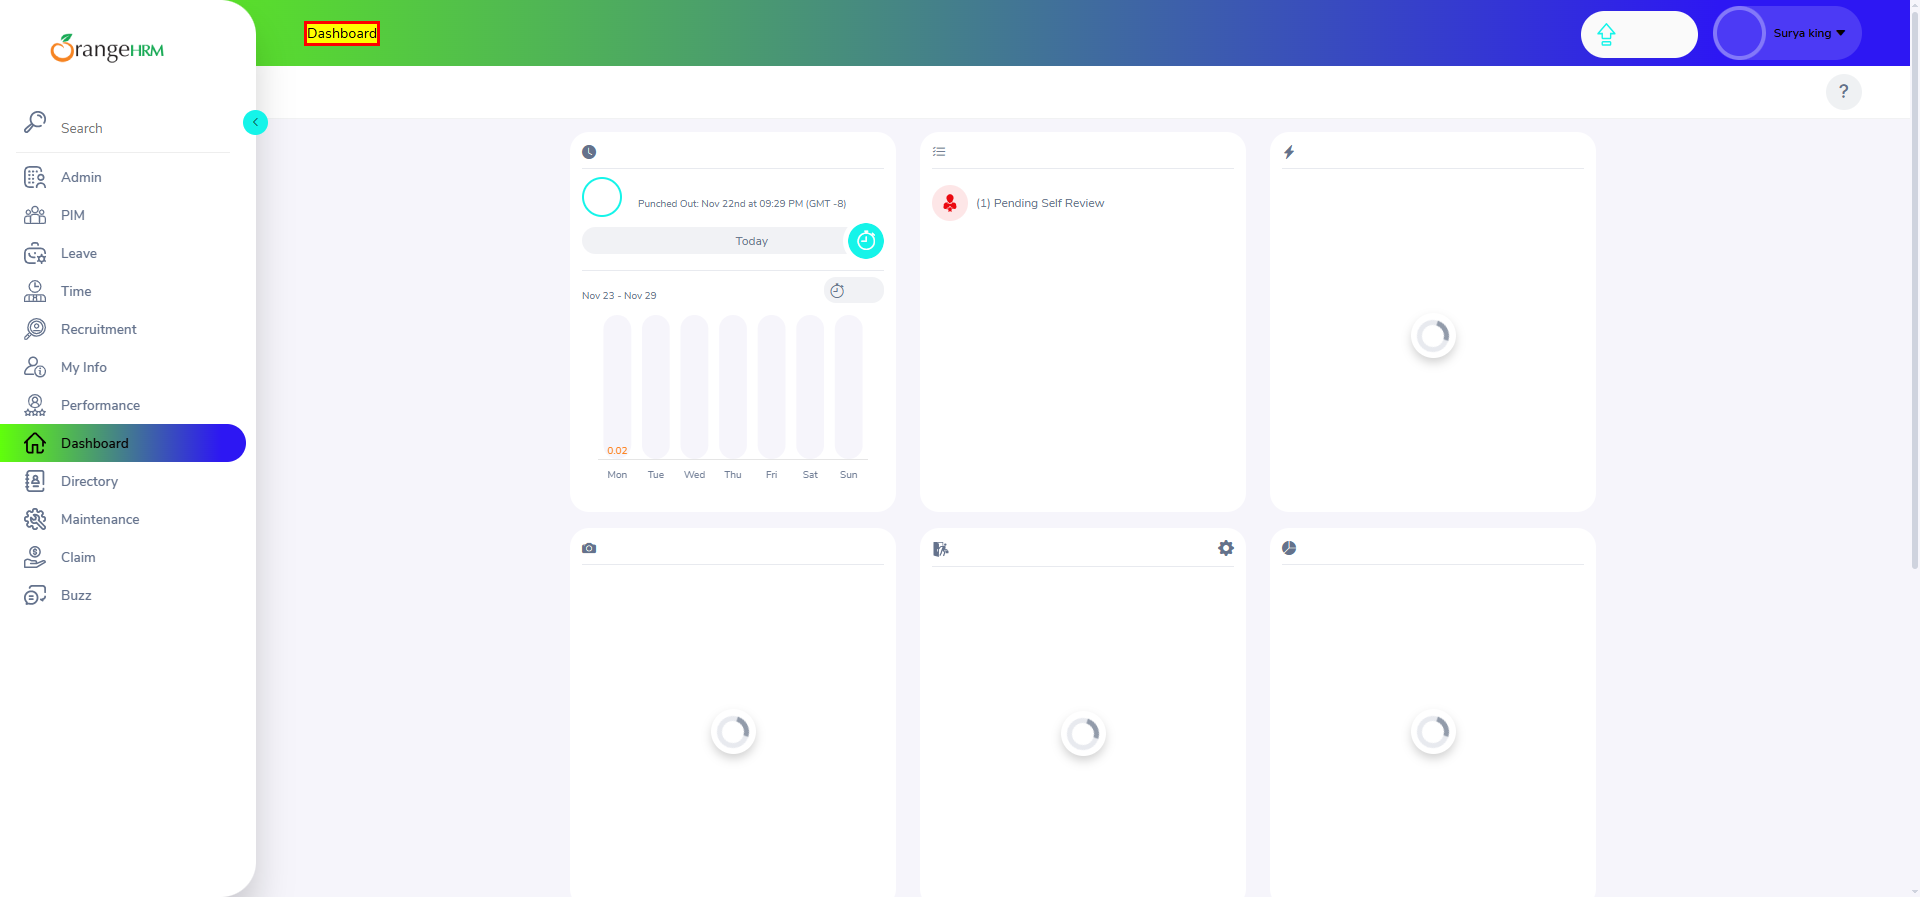 OrangeHRM
Dashboard
Surya king
?
Search
Admin
PIM
Leave
Time
Recruitment
My Info
Performance
Dashboard
Directory
Maintenance
Claim
Buzz
Punched Out: Nov 22nd at 09:29 PM (GMT -8)
Today
Nov 23 - Nov 29
0.02
Mon Tue Wed Thu Fri Sat Sun
(1) Pending Self Review